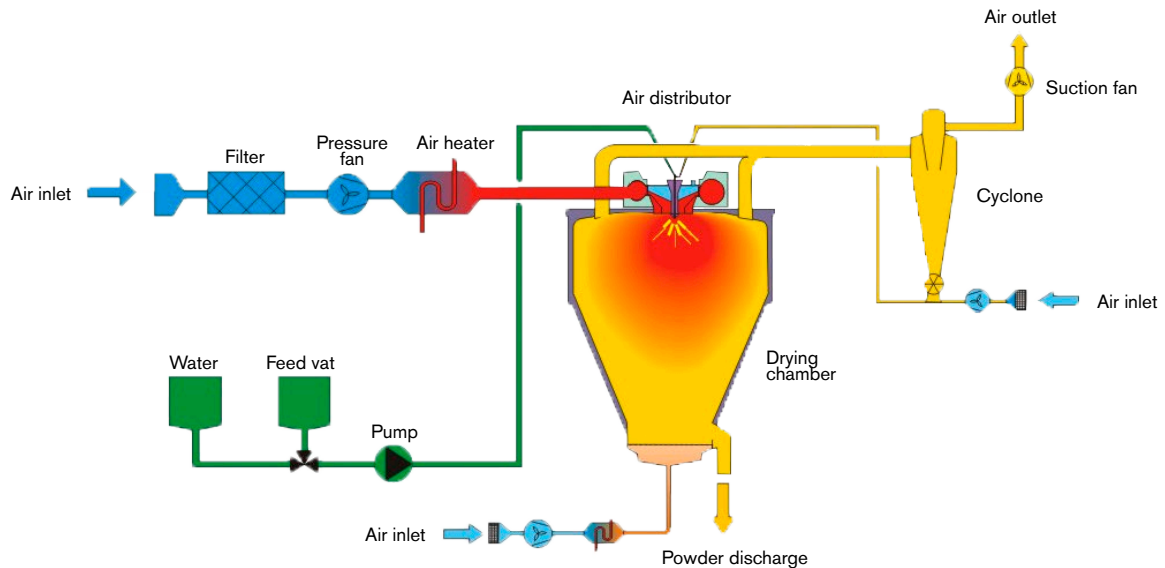 Air outlet
Suction fan
Air distributor
Pressure
fan
Air heater
Filter
Air inlet
Cyclone
Air inlet
Drying
chamber
Water
Feed vat
Pump
Air inlet
Powder discharge